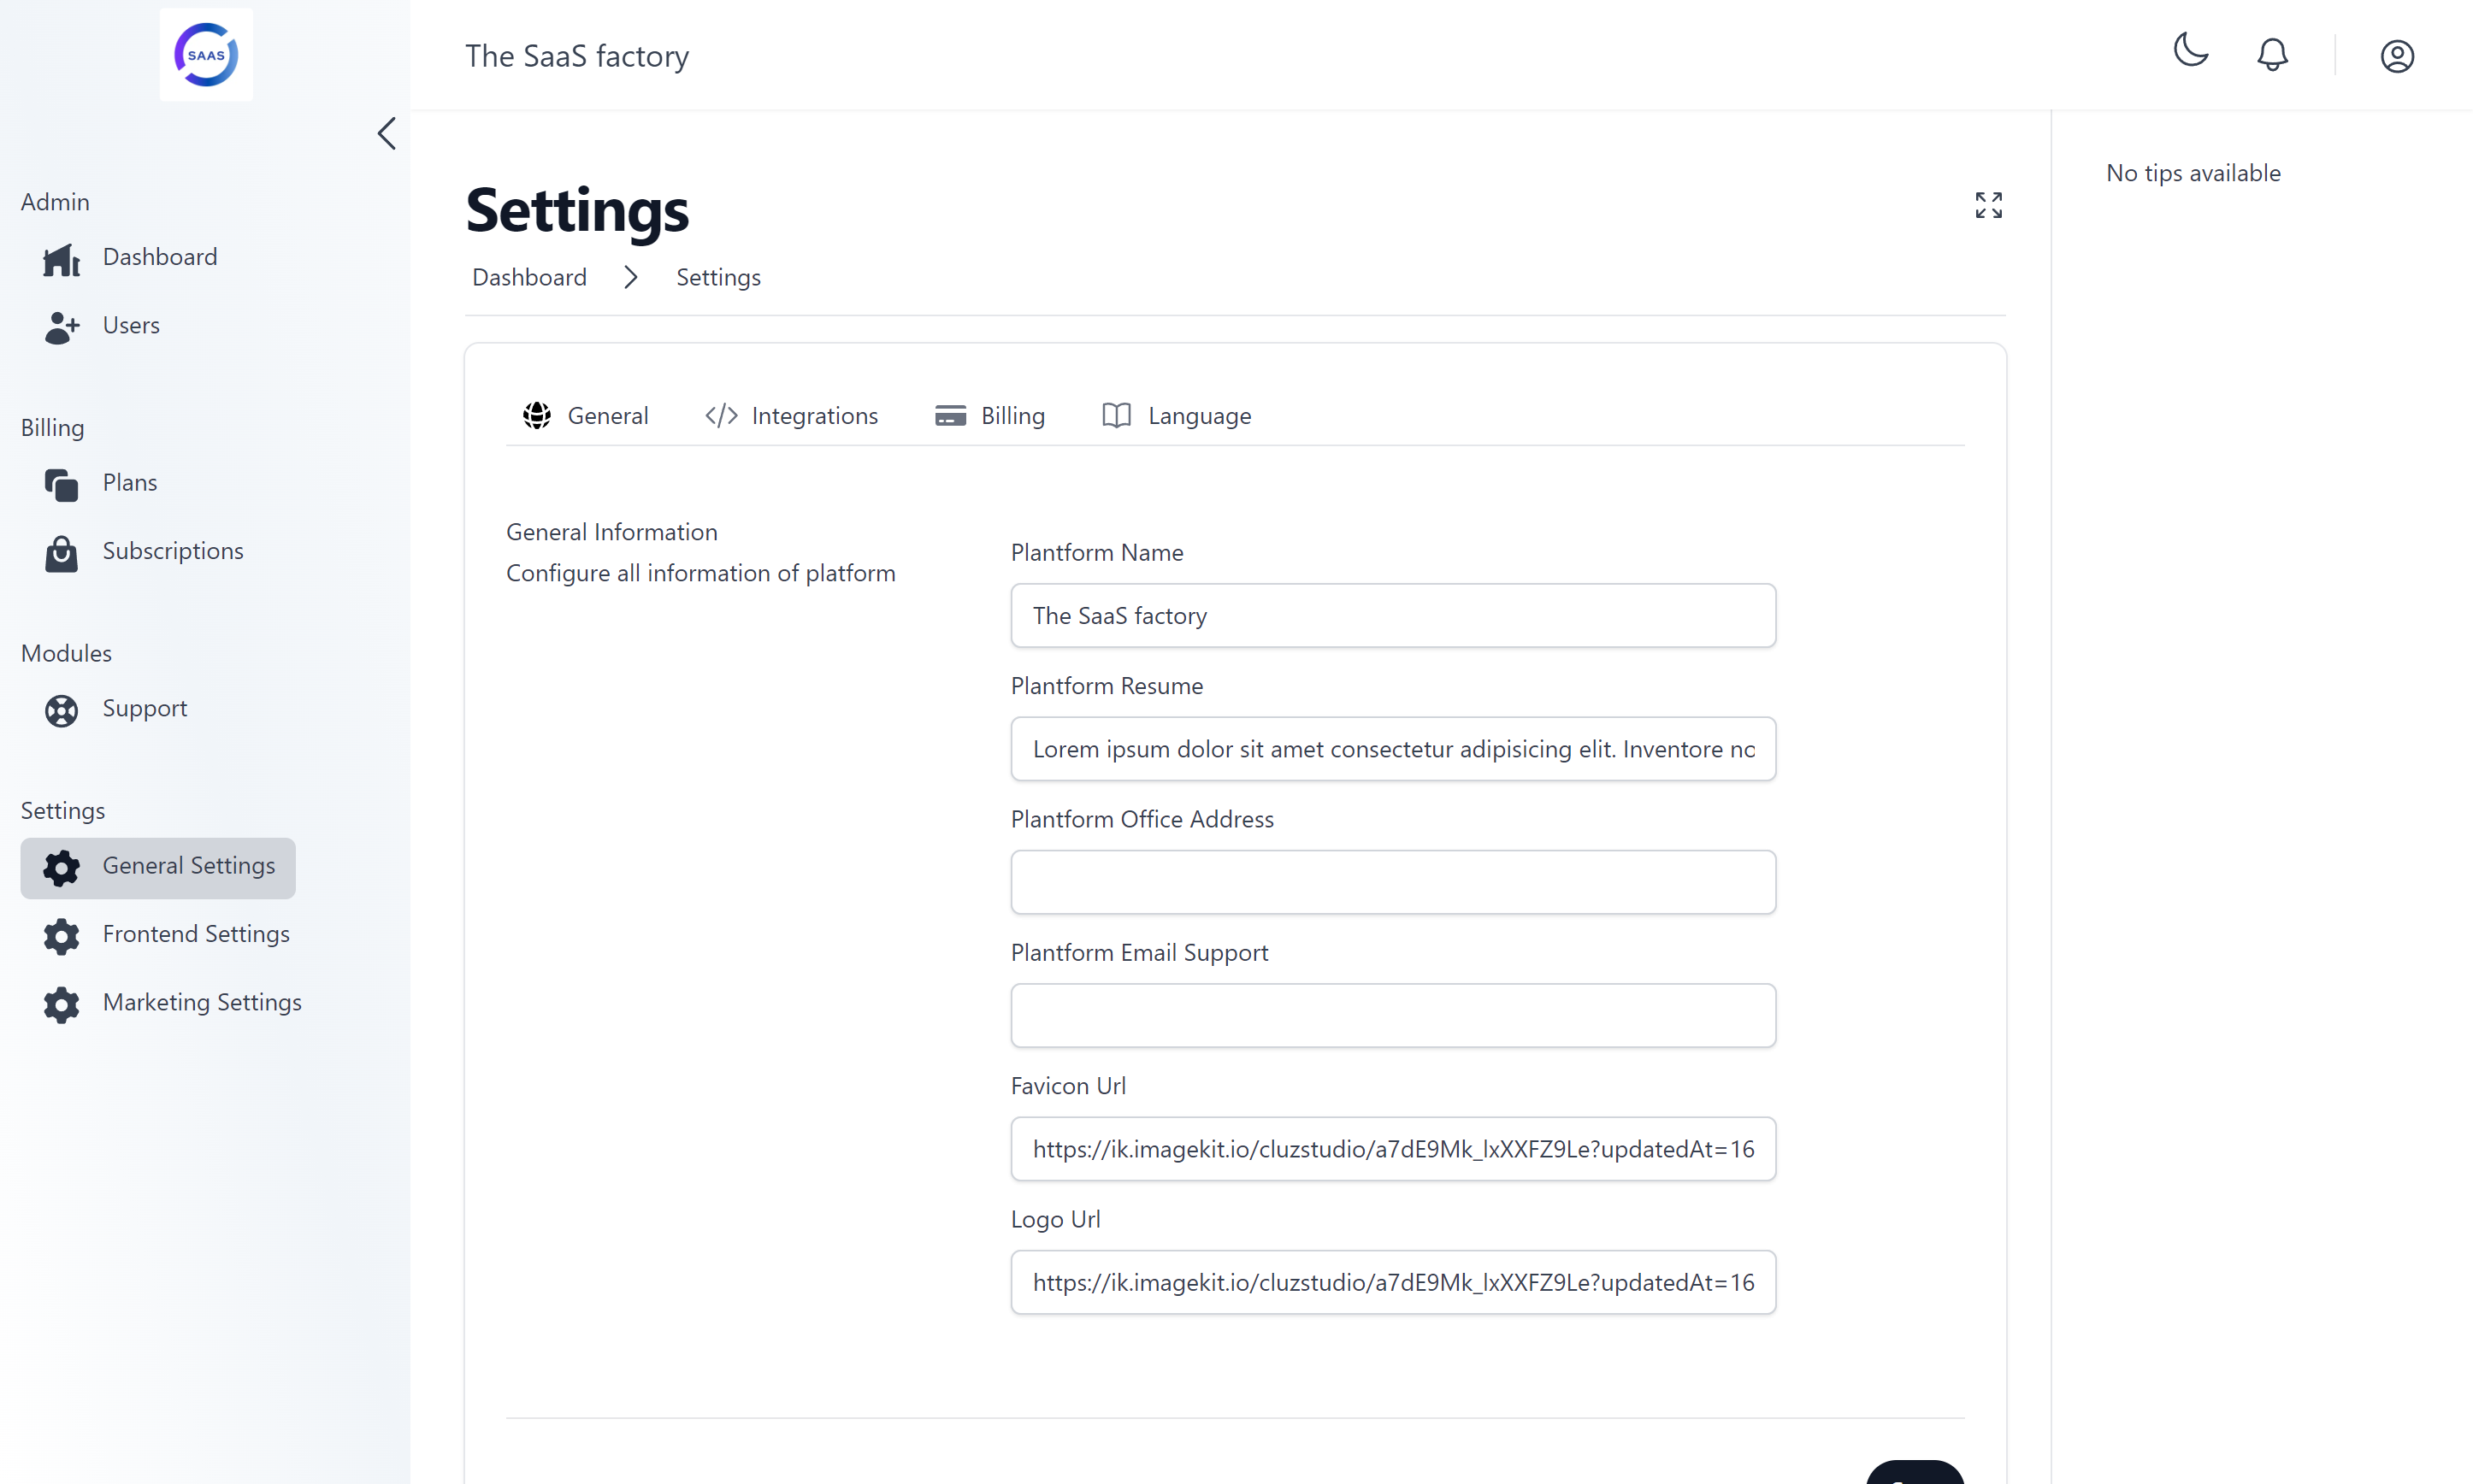 SAAS
The SaaS factory
Admin
Dashboard
Users
Billing
Plans
Subscriptions
Modules
Support
Settings
General Settings
Frontend Settings
Marketing Settings
Settings
Dashboard Settings
General Integrations Billing Language
General Information
Configure all information of platform
Plantform Name
The SaaS factory
Plantform Resume
Lorem ipsum dolor sit amet consectetur adipisicing elit. Inventore no
Plantform Office Address
Plantform Email Support
Favicon Url
https://ik.imagekit.io/cluzstudio/a7dE9Mk_lxXXFZ9Le?updatedAt=16
Logo Url
https://ik.imagekit.io/cluzstudio/a7dE9Mk_lxXXFZ9Le?updatedAt=16
No tips available